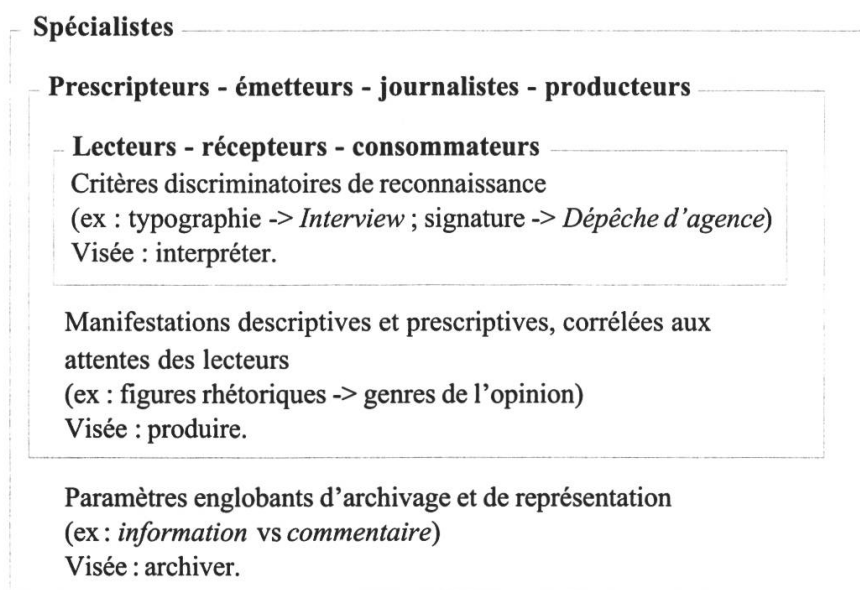 Spécialistes
Prescripteurs - émetteurs - journalistes - producteurs
Lecteurs - récepteurs - consommateurs
Critères discriminatoires de reconnaissance
(ex : typographie -> Interview ; signature -> Dépêche d’agence)
Visée : interpréter.
Manifestations descriptives et prescriptives, corrélées aux
attentes des lecteurs
(ex : figures rhétoriques -> genres de l’opinion)
Visée : produire.
Paramètres englobants d’archivage et de représentation
(ex : information vs commentaire)
Visée : archiver.